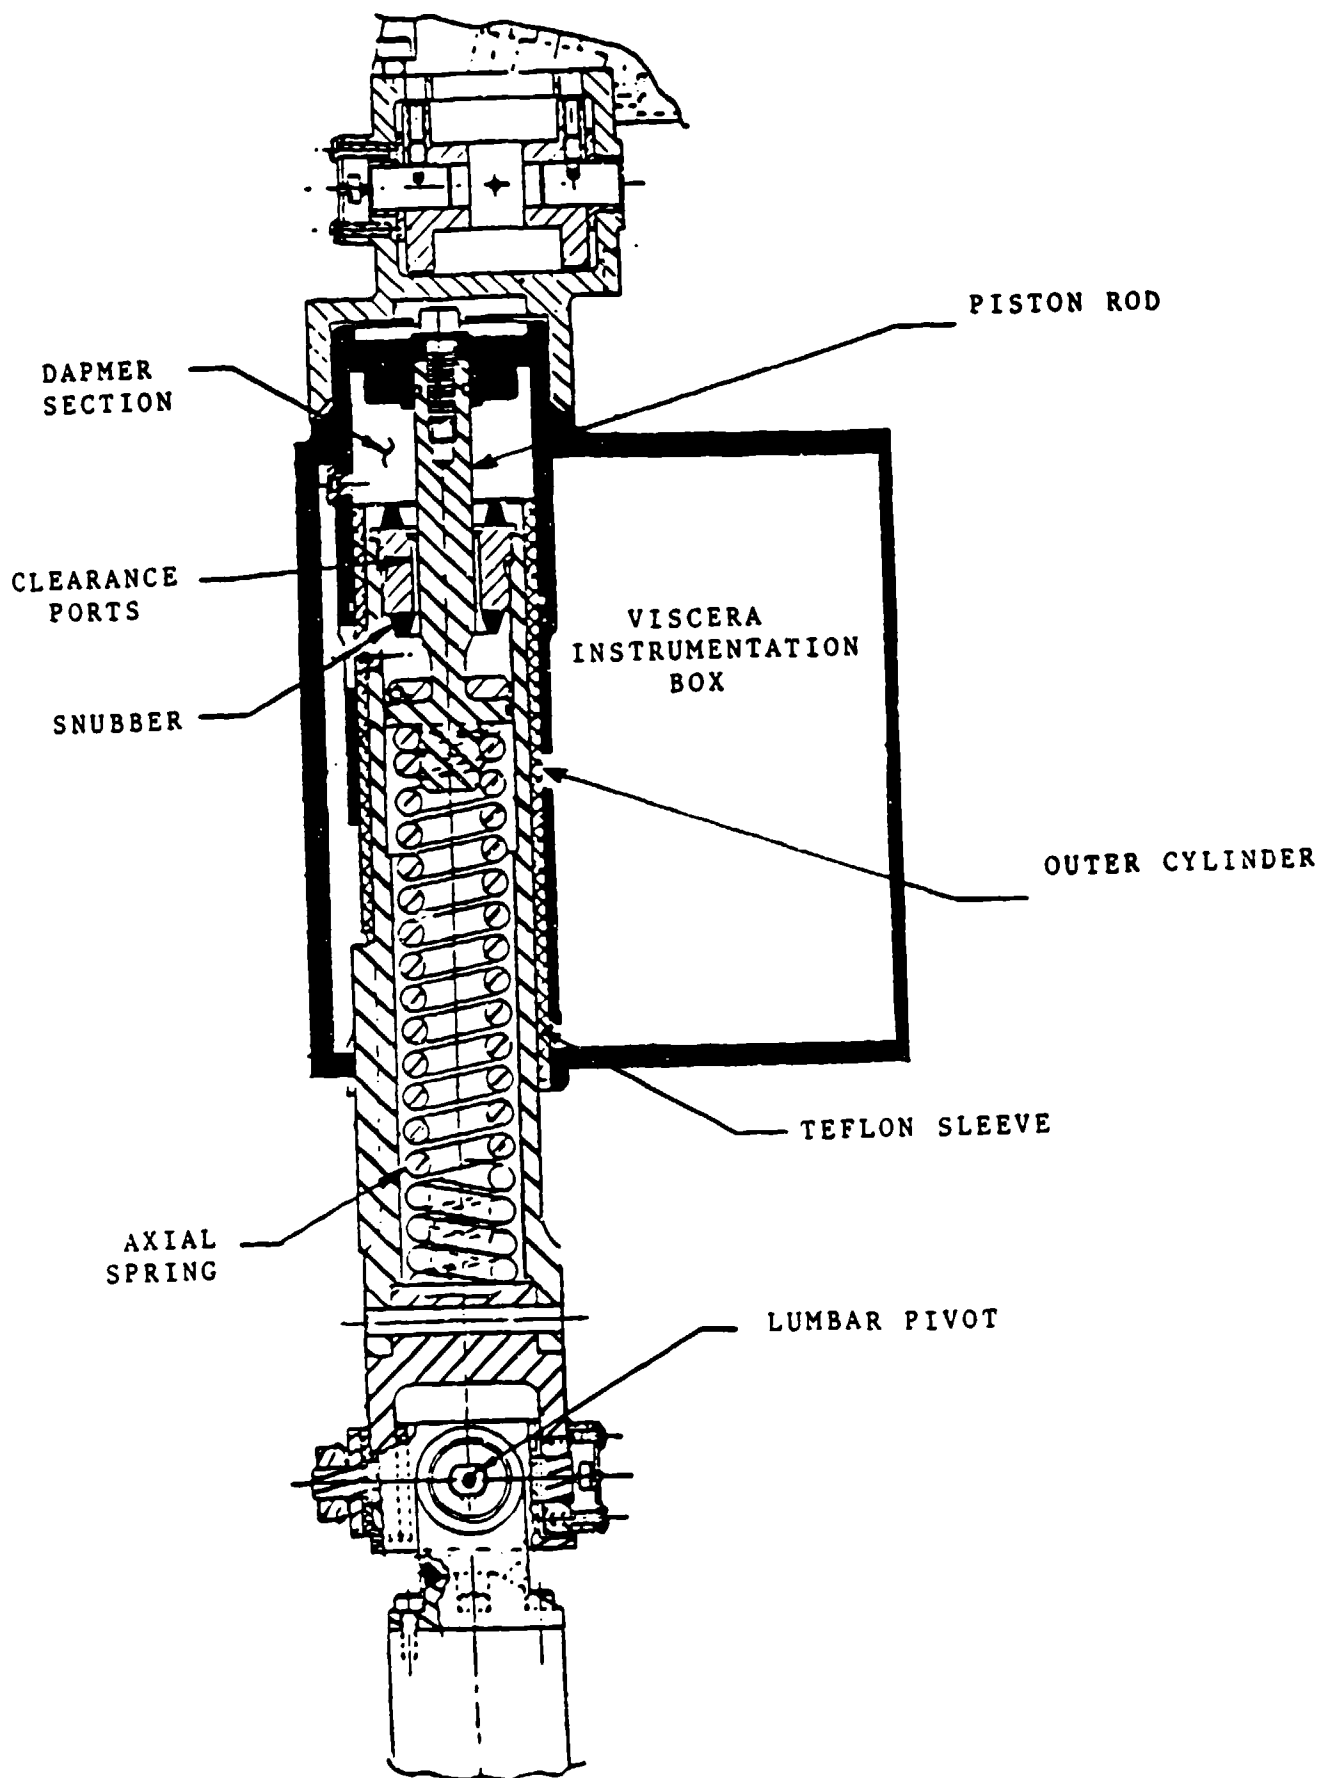 PISTON ROD
DAPMER
SECTION
CLEARANCE
PORTS
VISCERA
INSTRUMENTATION
BOX
SNUBBER
OUTER CYLINDER
TEFLON SLEEVE
AXIAL
SPRING
LUMBAR PIVOT